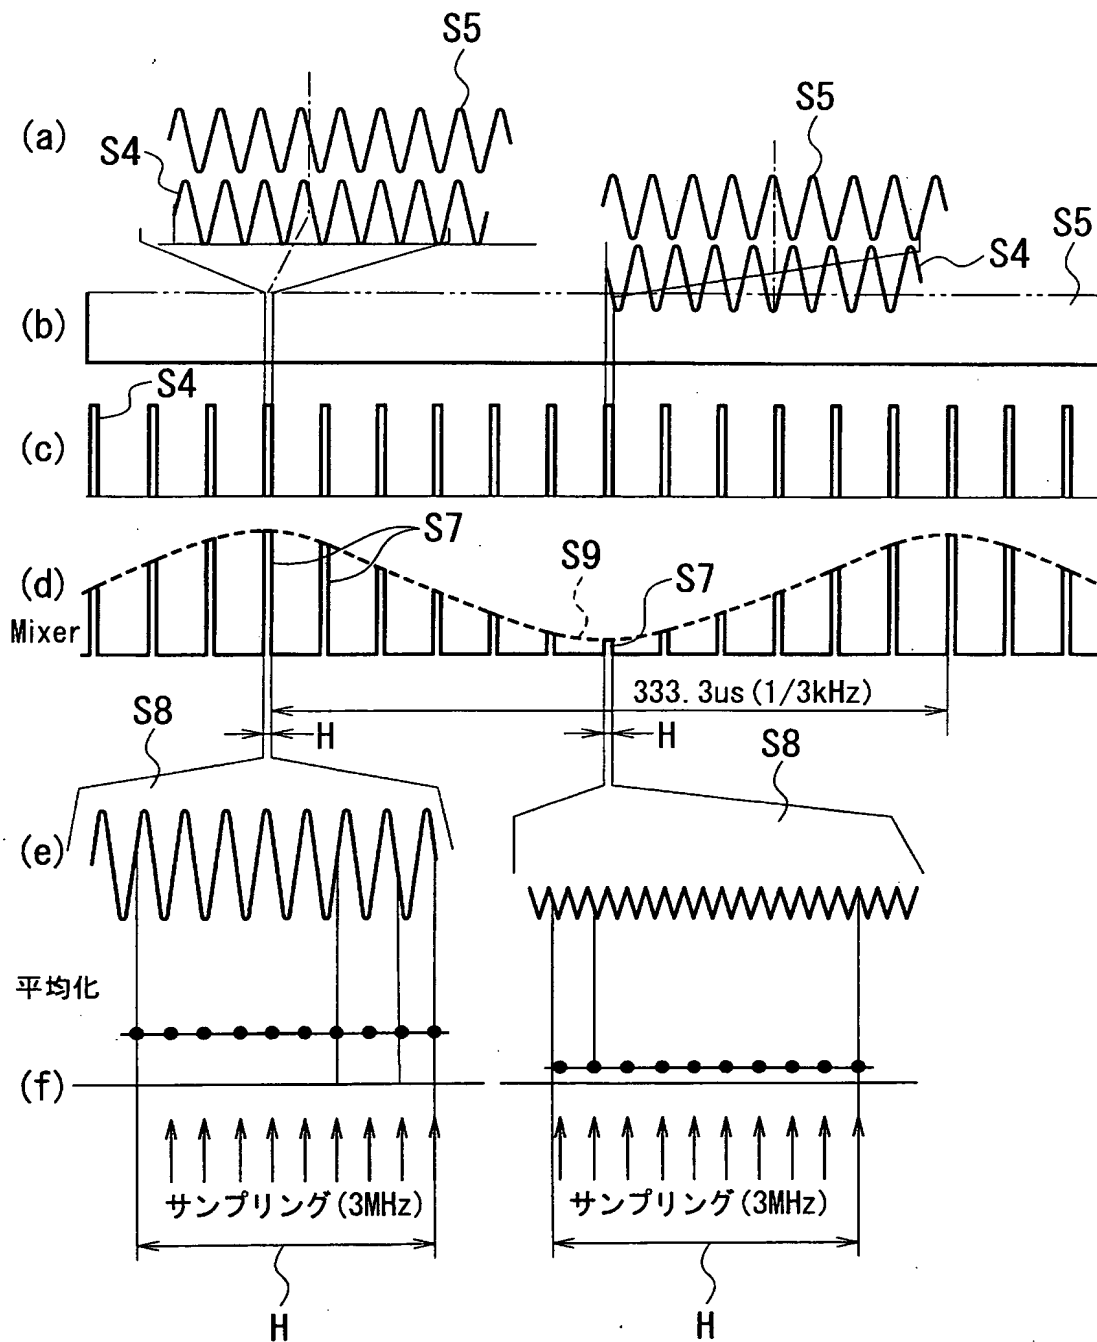 S5
(a)
S4
S5
S5
S4
(b)
S4
(c)
S7
S9
S7
(d)
Mixer
333.3us(1/3kHz)
S8
H
H
S8
(e)
平均化
(f)
サンプリング(3MHz)
サンプリング(3MHz)
H
H